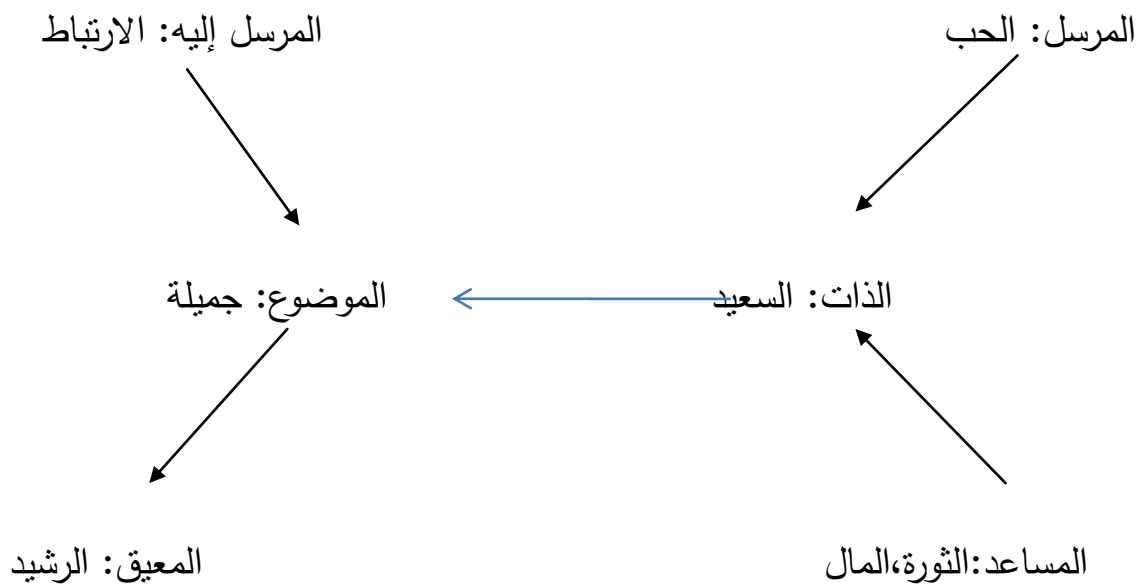 المرسل: الحب
المرسل إليه: الارتباط
الذات: السعيد
الموضوع: جميلة
المساعد:الثورة،المال
المعيق: الرشيد